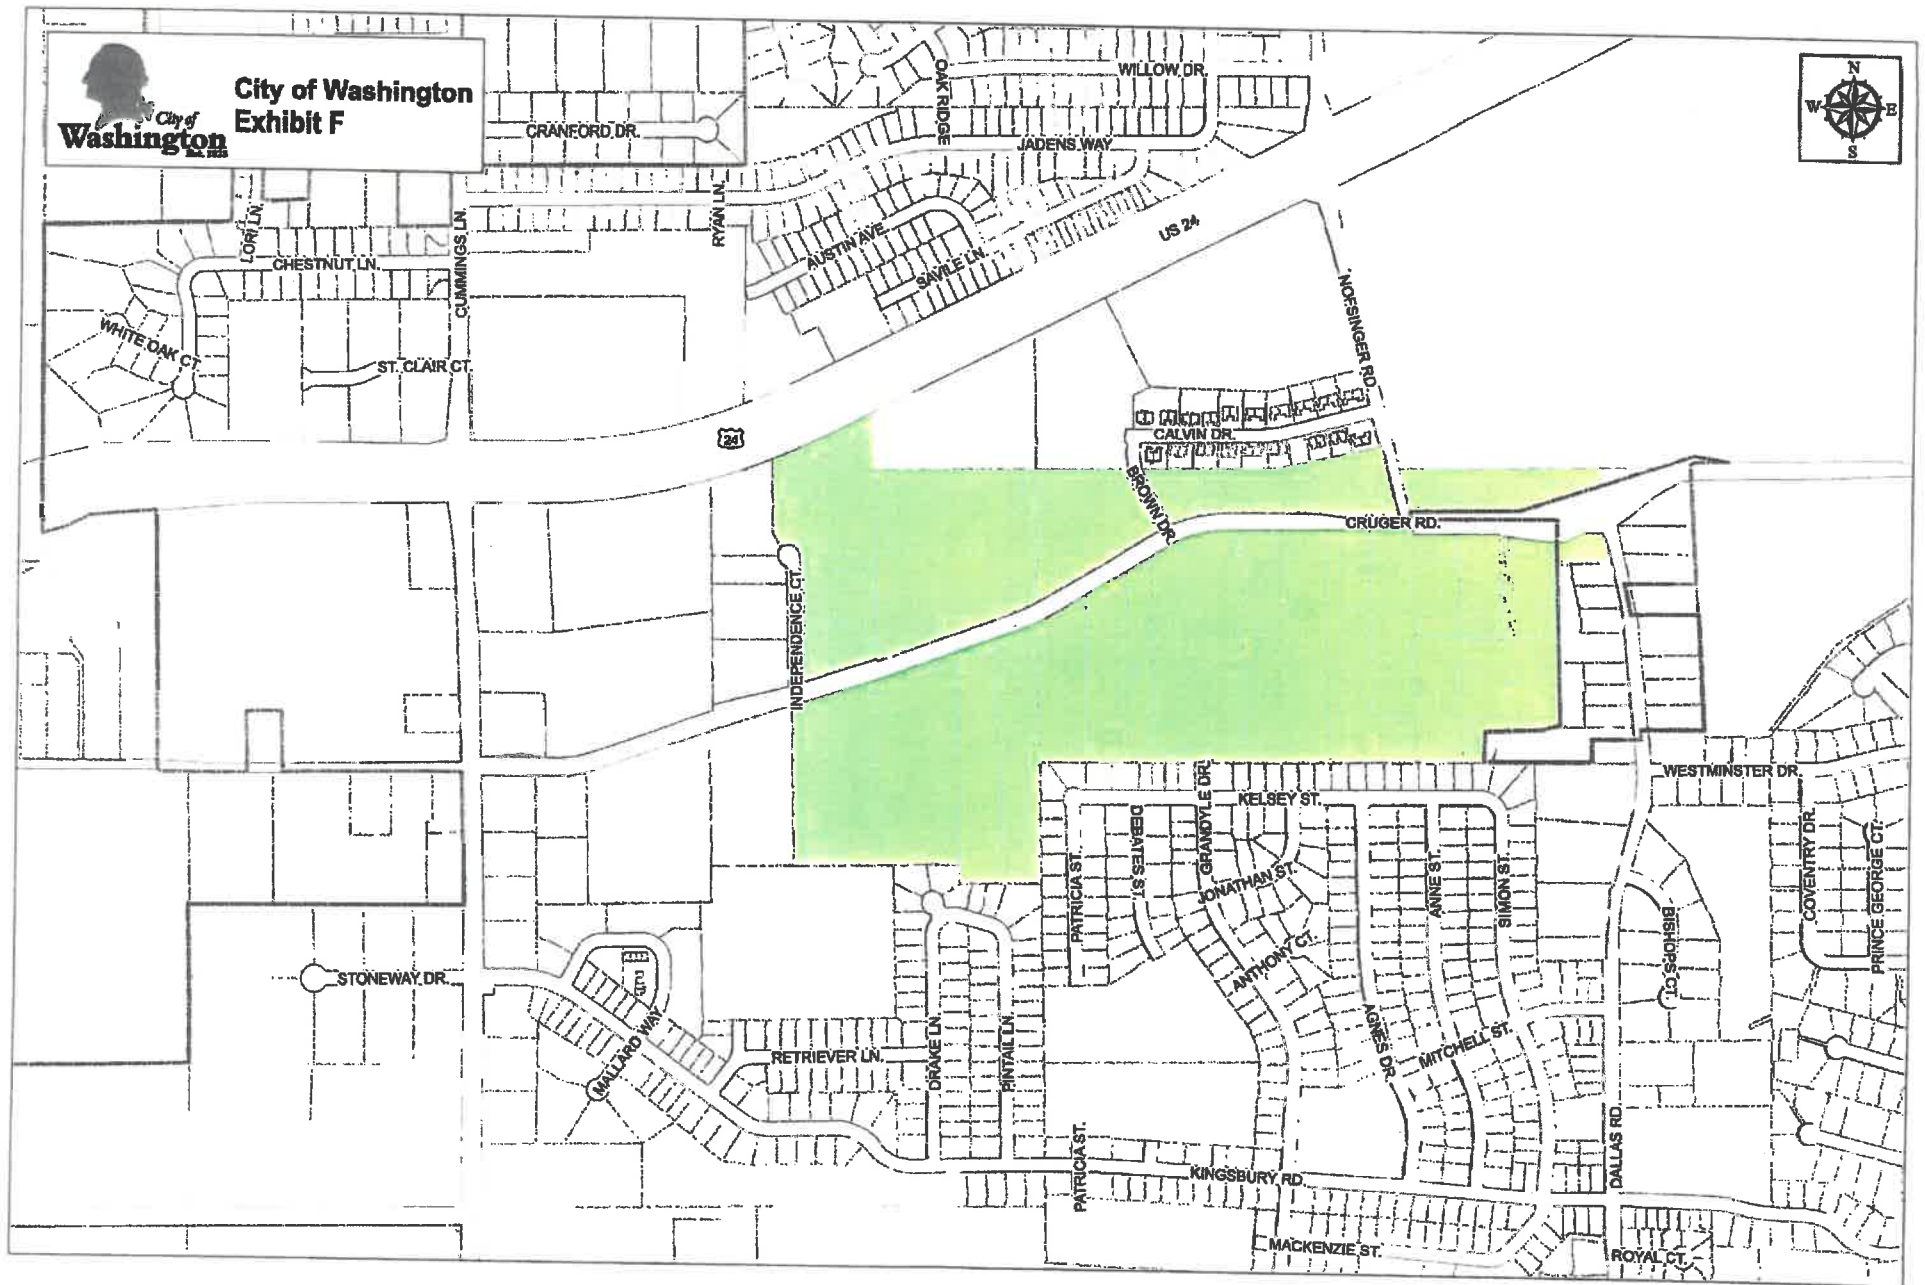 City of Washington
Exhibit F
City of
Washington
Est. 1825
N
W
E
S
OAK RIDGE
WILLOW DR.
CRANFORD DR.
JADENS WAY
LORI LN.
CUMMINGS LN.
RYAN LN.
AUSTIN AVE
SAVILE LN.
US 24
CHESTNUT LN.
WHITE OAK CT.
ST. CLAIR CT.
NOFSINGER RD.
24
CALVIN DR.
BROWN DR.
CRUGER RD.
INDEPENDENCE CT.
WESTMINSTER DR.
KELSEY ST.
DEBATES ST.
GRANDYLE DR.
PATRICIA ST.
JONATHAN ST.
ANNE ST.
SIMON ST.
COVENTRY DR.
PRINCE GEORGE CT.
BISHOPS CT.
ANTHONY CT.
STONEWAY DR.
MALLARD WAY
RETRIEVER LN.
DRAKE LN.
PINTAIL LN.
AGNES DR.
MITCHELL ST.
DALLAS RD.
PATRICIA ST.
KINGSBURY RD.
MACKENZIE ST.
ROYAL CT.